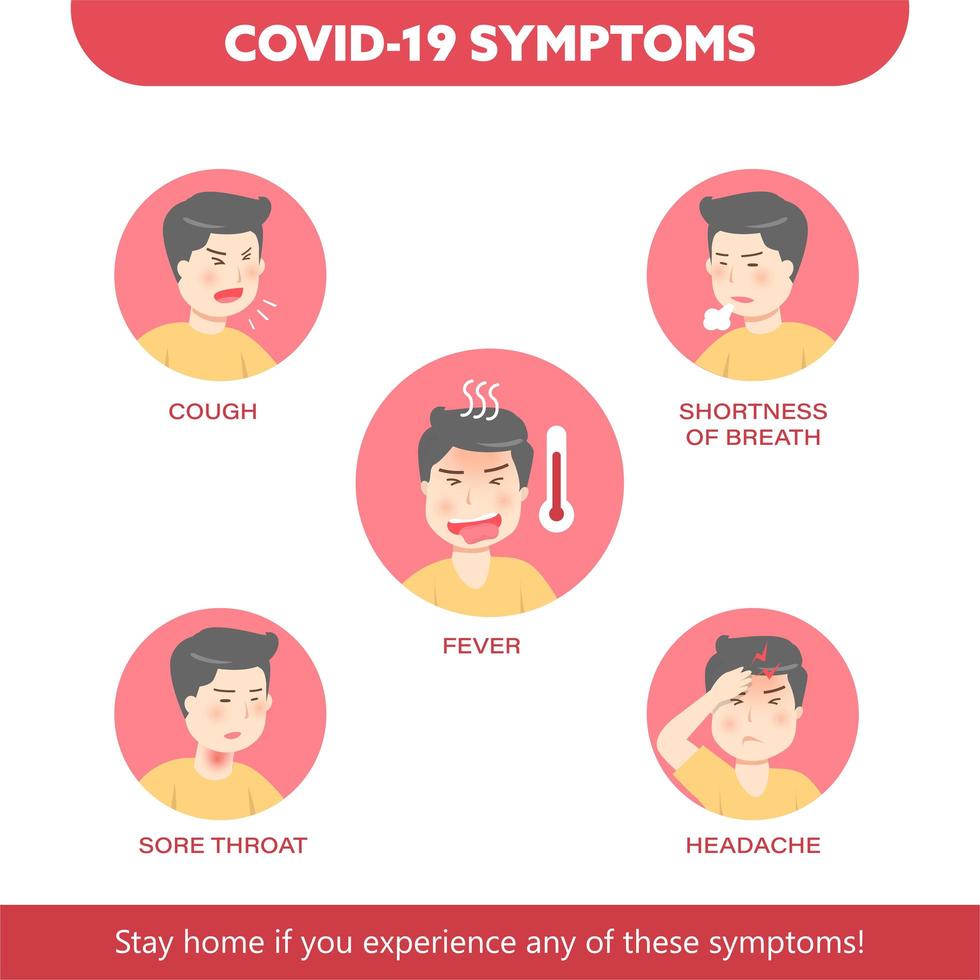 COVID-19 SYMPTOMS
COUGH
SHORTNESS
OF BREATH
FEVER
SORE THROAT
HEADACHE
Stay home if you experience any of these symptoms!